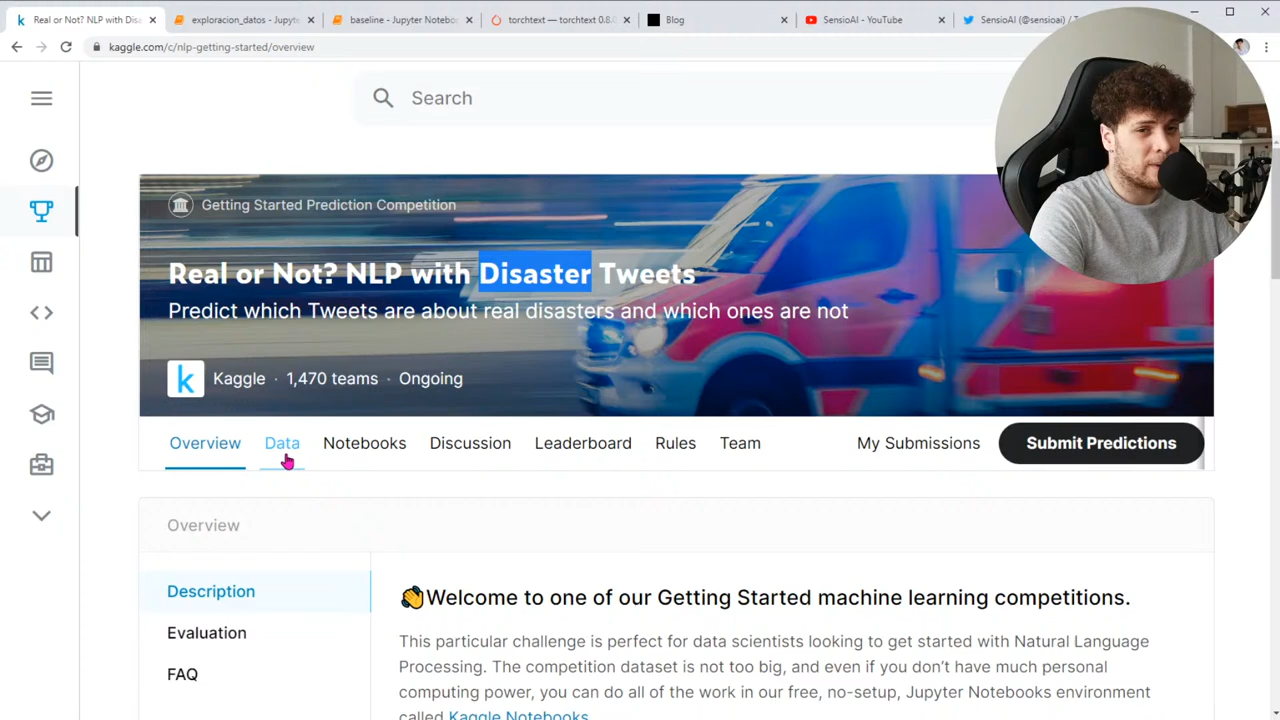 Real or Not? NLP with Disa
exploracion_datos - Jupyte
baseline - Jupyter Notebo
torchtext — torchtext 0.8.
Blog
SensioAI - YouTube
SensioAI (@sensioai) / T
kaggle.com/c/nlp-getting-started/overview
Search
Getting Started Prediction Competition
Real or Not? NLP with Disaster Tweets
Predict which Tweets are about real disasters and which ones are not
k
Kaggle · 1,470 teams · Ongoing
Overview Data Notebooks Discussion Leaderboard Rules Team My Submissions Submit Predictions
Overview
Description
Evaluation
FAQ
👋Welcome to one of our Getting Started machine learning competitions.
This particular challenge is perfect for data scientists looking to get started with Natural Language
Processing. The competition dataset is not too big, and even if you don’t have much personal
computing power, you can do all of the work in our free, no-setup, Jupyter Notebooks environment
called Kaggle Notebooks.